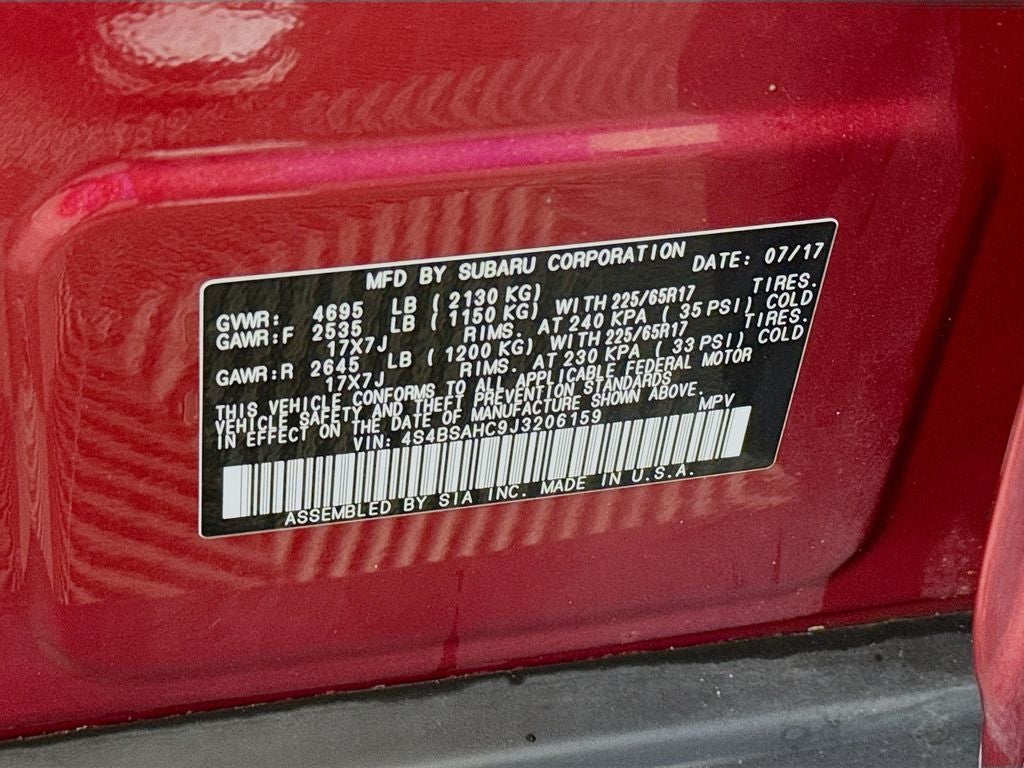 MFD BY SUBARU CORPORATION DATE: 07/17
GVWR: 4695 LB (2130 KG)
GAWR:F 2535 LB (1150 KG) WITH 225/65R17 TIRES.
17X7J RIMS. AT 240 KPA (35 PSI) COLD
GAWR:R 2645 LB (1200 KG) WITH 225/65R17 TIRES.
17X7J RIMS. AT 230 KPA (33 PSI) COLD
THIS VEHICLE CONFORMS TO ALL APPLICABLE FEDERAL MOTOR
VEHICLE SAFETY AND THEFT PREVENTION STANDARDS
IN EFFECT ON THE DATE OF MANUFACTURE SHOWN ABOVE.
VIN: 4S4BSAHC9J3206159 MPV
ASSEMBLED BY SIA INC. MADE IN U.S.A.